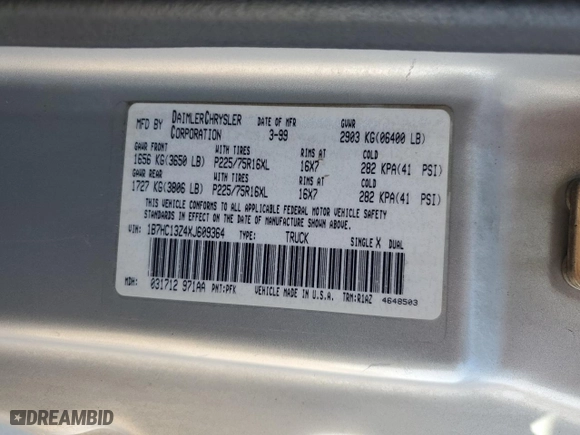 MFD BY DAIMLERCHRYSLER CORPORATION DATE OF MFR 3-99 GVWR 2903 KG(06400 LB)
GAWR FRONT WITH TIRES RIMS AT COLD
1656 KG(3650 LB) P225/75R16XL 16X7 282 KPA(41 PSI)
GAWR REAR WITH TIRES RIMS AT COLD
1727 KG(3806 LB) P225/75R16XL 16X7 282 KPA(41 PSI)
THIS VEHICLE CONFORMS TO ALL APPLICABLE FEDERAL MOTOR VEHICLE SAFETY
STANDARDS IN EFFECT ON THE DATE OF MANUFACTURE SHOWN ABOVE.
VIN: 1B7HC13Z4XJ609364 TYPE: TRUCK SINGLE X DUAL
MDH: 031712 971AA PNT:PFK VEHICLE MADE IN U.S.A. TRM:R1AZ 4648503
DREAMBID